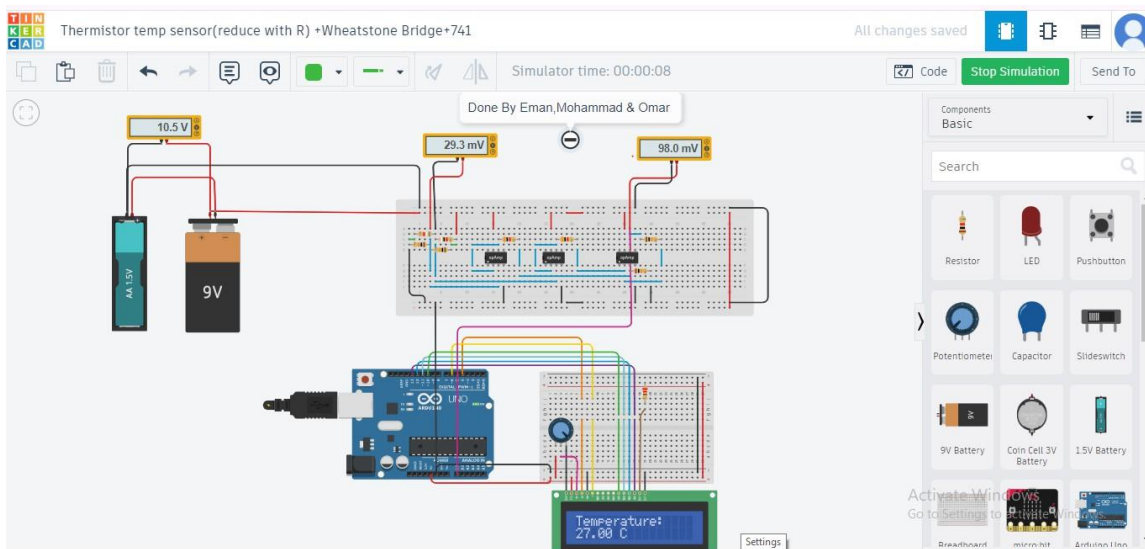 TIN
KER
CAD
Thermistor temp sensor(reduce with R) +Wheatstone Bridge+741
All changes saved
Simulator time: 00:00:08
Code
Stop Simulation
Send To
Done By Eman,Mohammad & Omar
Components
Basic
Search
10.5 V
29.3 mV
98.0 mV
AA 1.5V
9V
opAmp
opAmp
opAmp
UNO
ARDUINO
Temperature:
27.00 C
Settings
Resistor
LED
Pushbutton
Potentiometer
Capacitor
Slideswitch
9V Battery
Coin Cell 3V
Battery
1.5V Battery
Activate Windows
Go to Settings to activate Windows.
Breadboard
micro:bit
Arduino Uno